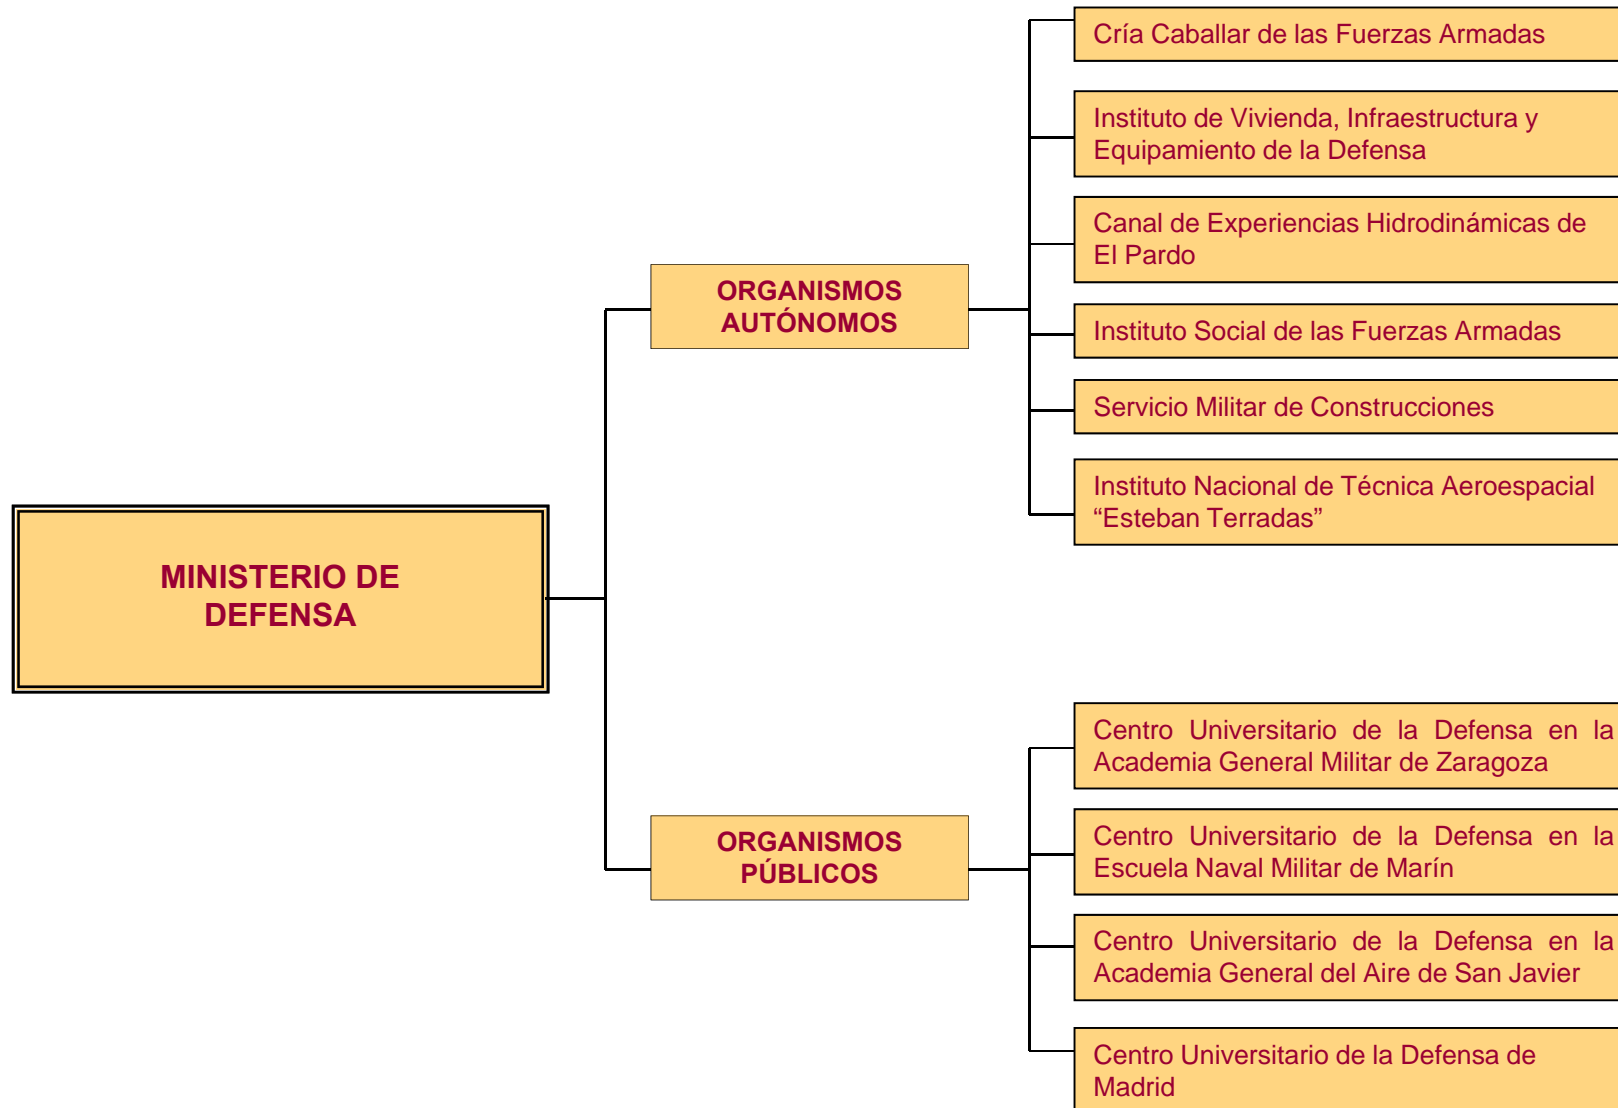 Cría Caballar de las Fuerzas Armadas
Instituto de Vivienda, Infraestructura y
Equipamiento de la Defensa
Canal de Experiencias Hidrodinámicas de
El Pardo
ORGANISMOS
AUTÓNOMOS
Instituto Social de las Fuerzas Armadas
Servicio Militar de Construcciones
Instituto Nacional de Técnica Aeroespacial
“Esteban Terradas”
MINISTERIO DE
DEFENSA
Centro Universitario de la Defensa en la
Academia General Militar de Zaragoza
ORGANISMOS
PÚBLICOS
Centro Universitario de la Defensa en la
Escuela Naval Militar de Marín
Centro Universitario de la Defensa en la
Academia General del Aire de San Javier
Centro Universitario de la Defensa de
Madrid